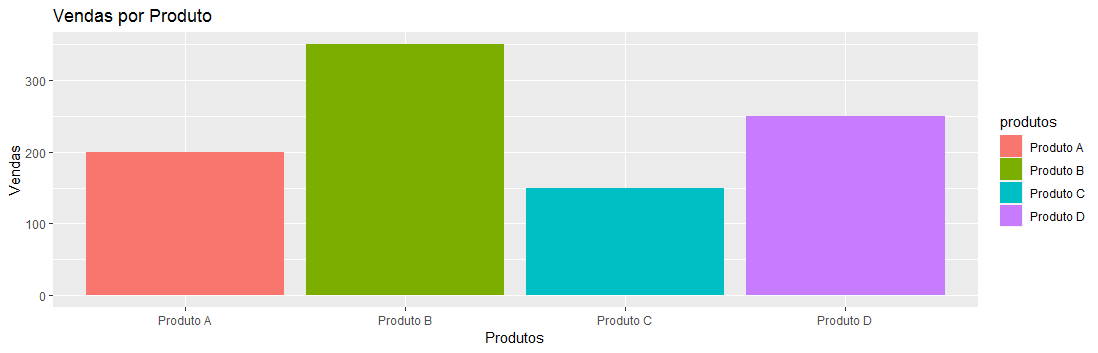 Vendas por Produto
Vendas
300
200
100
0
Produto A
Produto B
Produto C
Produto D
Produtos
produtos
Produto A
Produto B
Produto C
Produto D